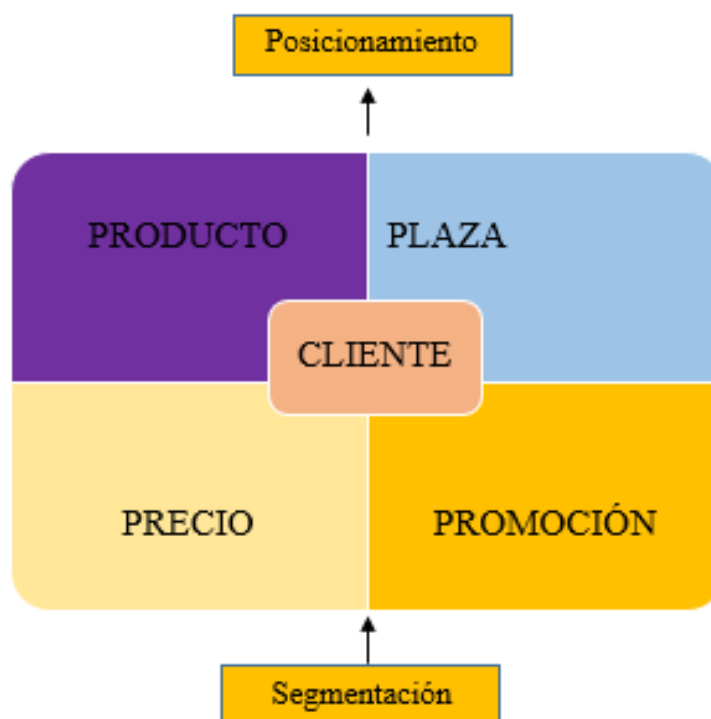 Posicionamiento
PRODUCTO
PLAZA
CLIENTE
PRECIO
PROMOCIÓN
Segmentación